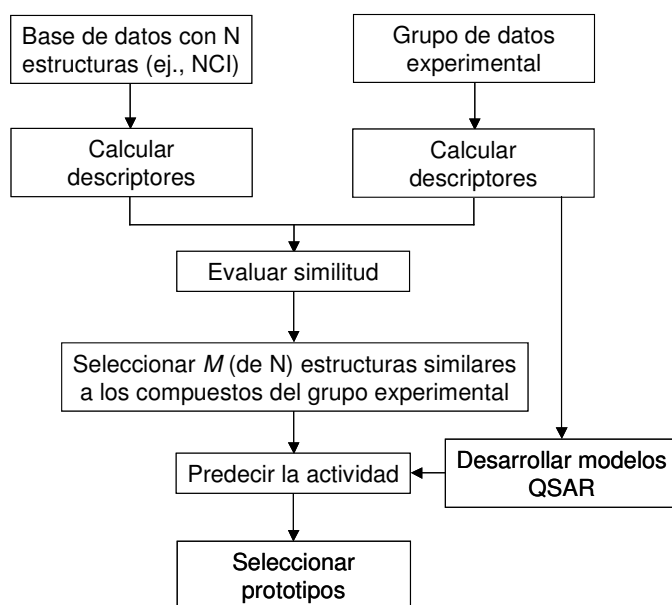 Base de datos con N
estructuras (ej., NCI)
Grupo de datos
experimental
Calcular
descriptores
Calcular
descriptores
Evaluar similitud
Seleccionar M (de N) estructuras similares
a los compuestos del grupo experimental
Predecir la actividad
Desarrollar modelos
QSAR
Seleccionar
prototipos